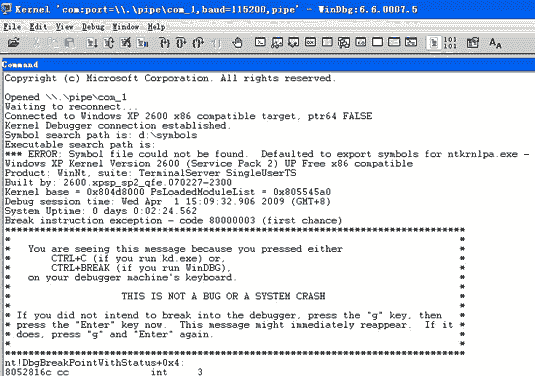 Kernel 'com:port=\\.\pipe\com_1,baud=115200,pipe' - WinDbg:6.6.0007.5
File Edit View Debug Window Help
Command
Copyright (c) Microsoft Corporation. All rights reserved.
Opened \\.\pipe\com_1
Waiting to reconnect...
Connected to Windows XP 2600 x86 compatible target, ptr64 FALSE
Kernel Debugger connection established.
Symbol search path is: d:\symbols
Executable search path is:
*** ERROR: Symbol file could not be found.  Defaulted to export symbols for ntkrnlpa.exe -
Windows XP Kernel Version 2600 (Service Pack 2) UP Free x86 compatible
Product: WinNt, suite: TerminalServer SingleUserTS
Built by: 2600.xpsp_sp2_qfe.070227-2300
Kernel base = 0x804d8000 PsLoadedModuleList = 0x805545a0
Debug session time: Wed Apr  1 15:09:32.906 2009 (GMT+8)
System Uptime: 0 days 0:02:24.562
Break instruction exception - code 80000003 (first chance)
*******************************************************************************
*                                                                             *
*   You are seeing this message because you pressed either                    *
*       CTRL+C (if you run kd.exe) or,                                        *
*       CTRL+BREAK (if you run WinDBG),                                       *
*   on your debugger machine's keyboard.                                      *
*                                                                             *
*                   THIS IS NOT A BUG OR A SYSTEM CRASH                       *
*                                                                             *
* If you did not intend to break into the debugger, press the "g" key, then   *
* press the "Enter" key now.  This message might immediately reappear.  If it *
* does, press "g" and "Enter" again.                                          *
*                                                                             *
*******************************************************************************
nt!DbgBreakPointWithStatus+0x4:
8052816c cc              int     3